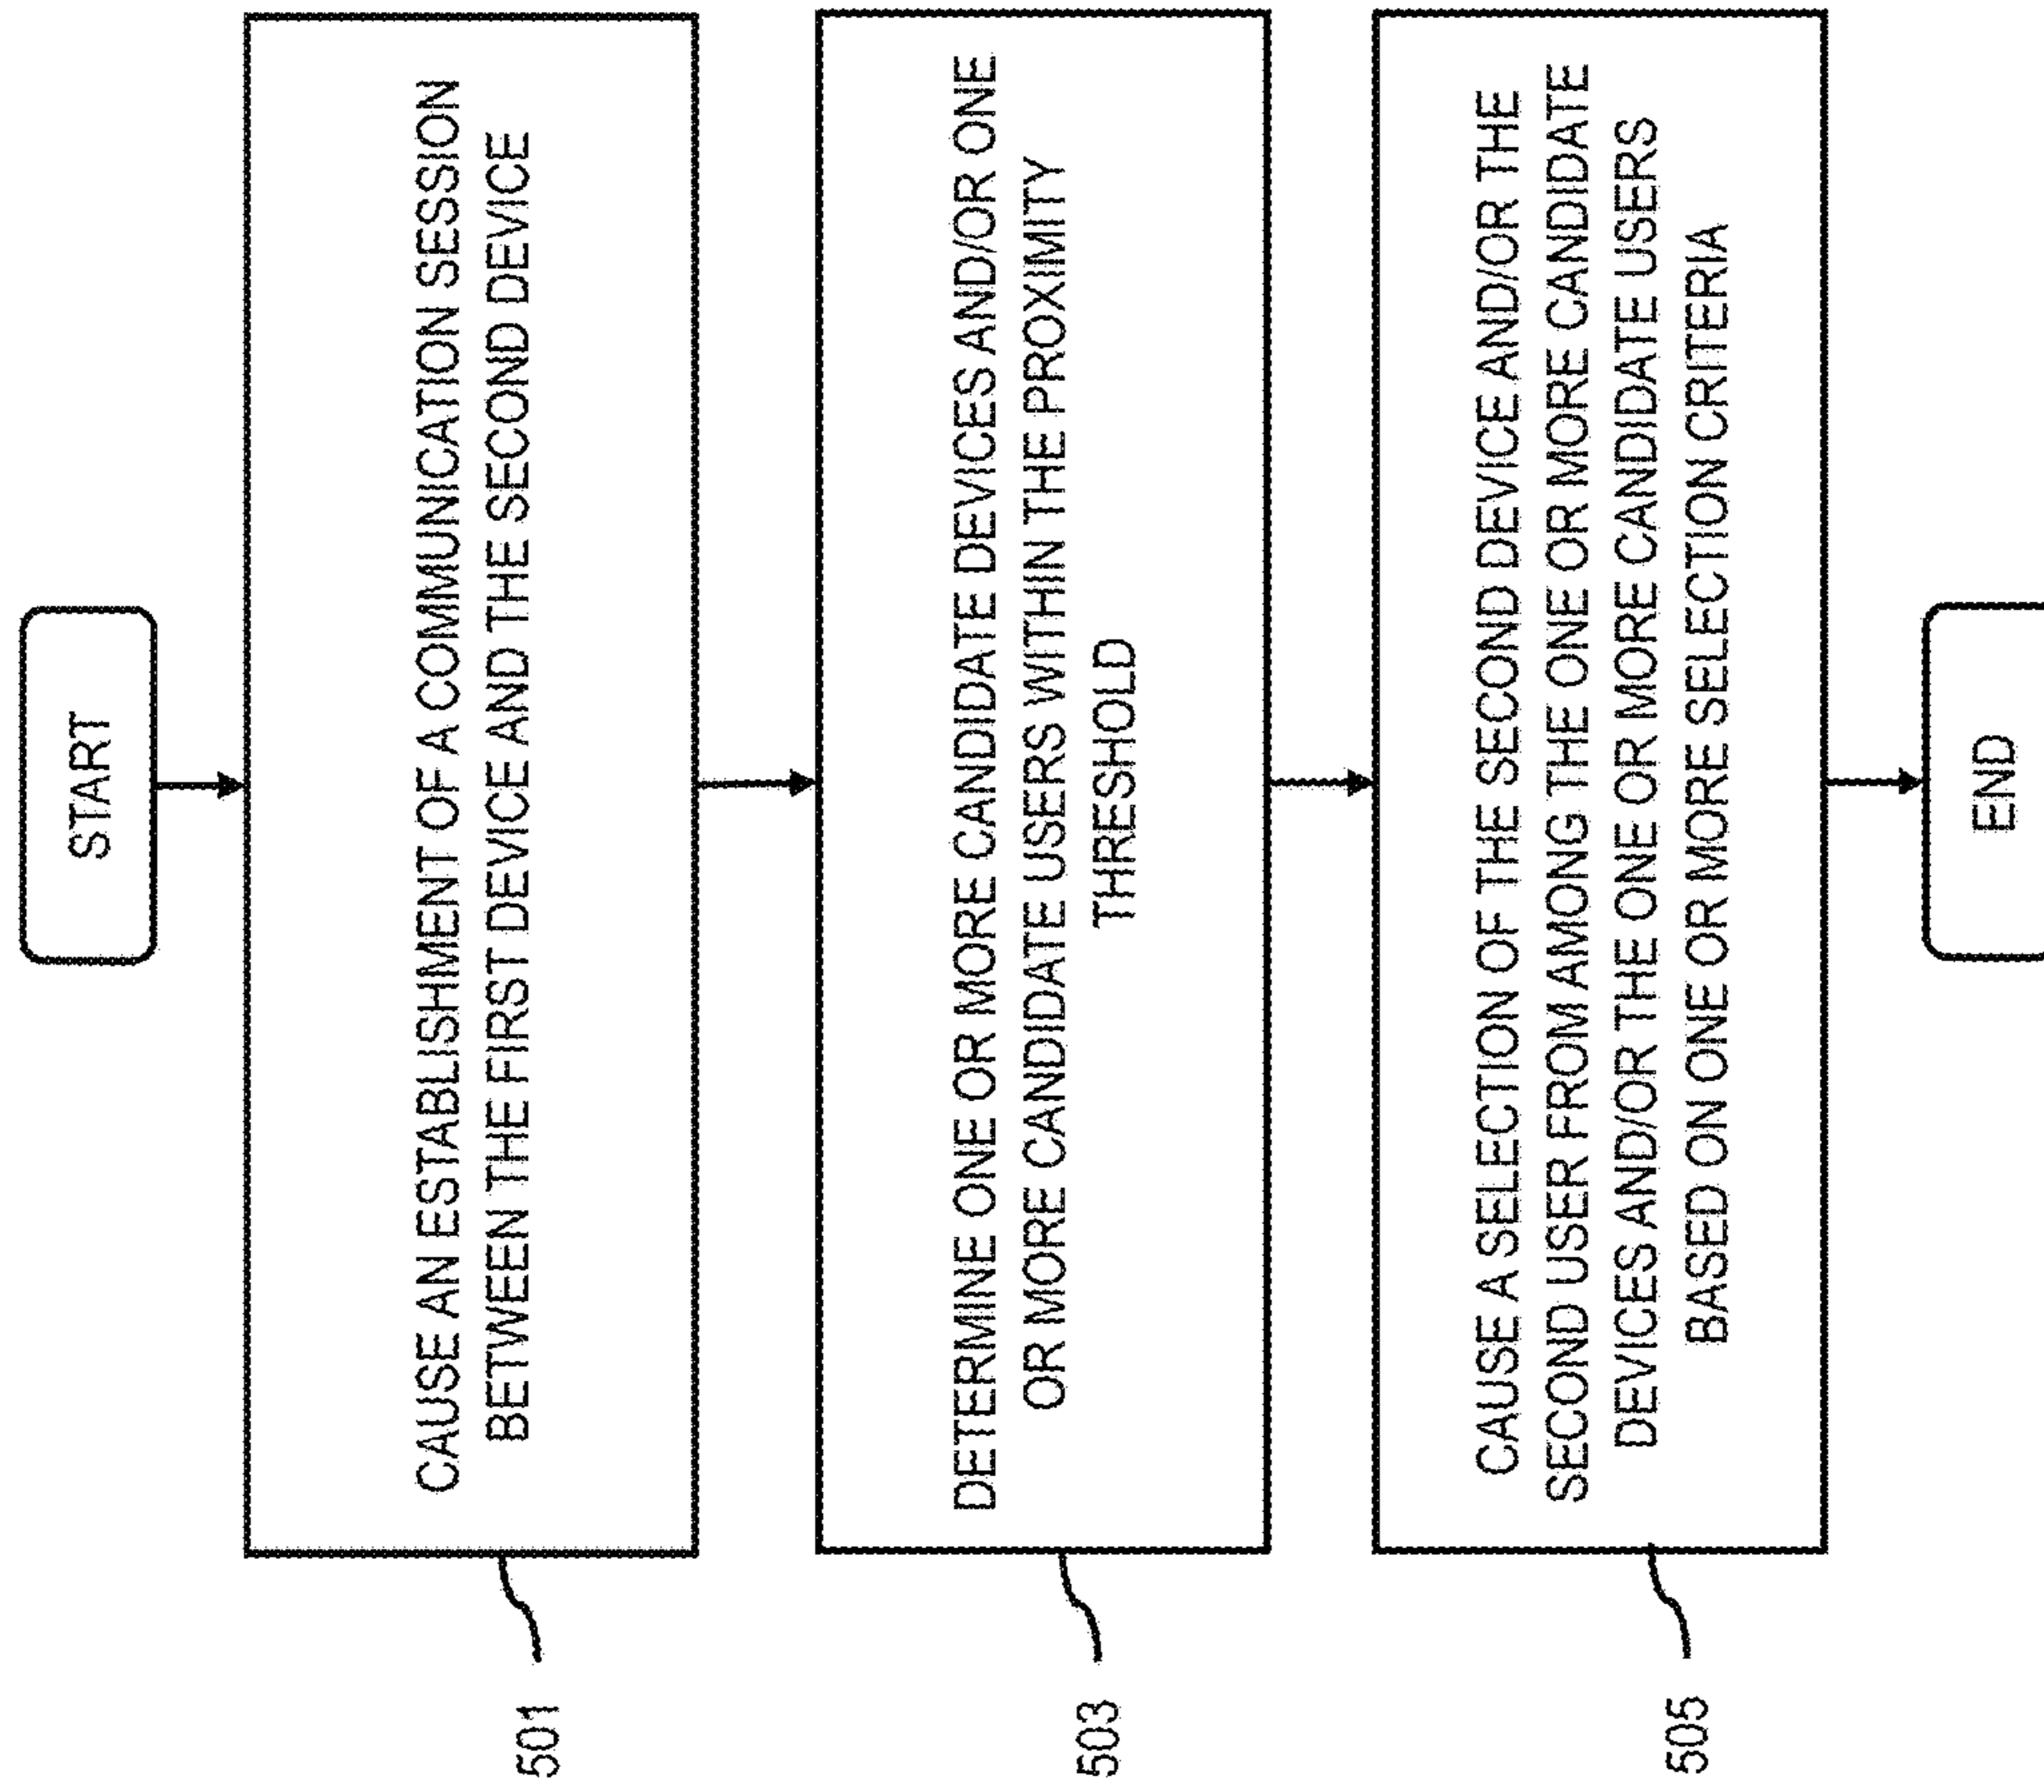 START
CAUSE AN ESTABLISHMENT OF A COMMUNICATION SESSION
BETWEEN THE FIRST DEVICE AND THE SECOND DEVICE
501
DETERMINE ONE OR MORE CANDIDATE DEVICES AND/OR ONE
OR MORE CANDIDATE USERS WITHIN THE PROXIMITY
THRESHOLD
503
CAUSE A SELECTION OF THE SECOND DEVICE AND/OR THE
SECOND USER FROM AMONG THE ONE OR MORE CANDIDATE
DEVICES AND/OR THE ONE OR MORE CANDIDATE USERS
BASED ON ONE OR MORE SELECTION CRITERIA
505
END